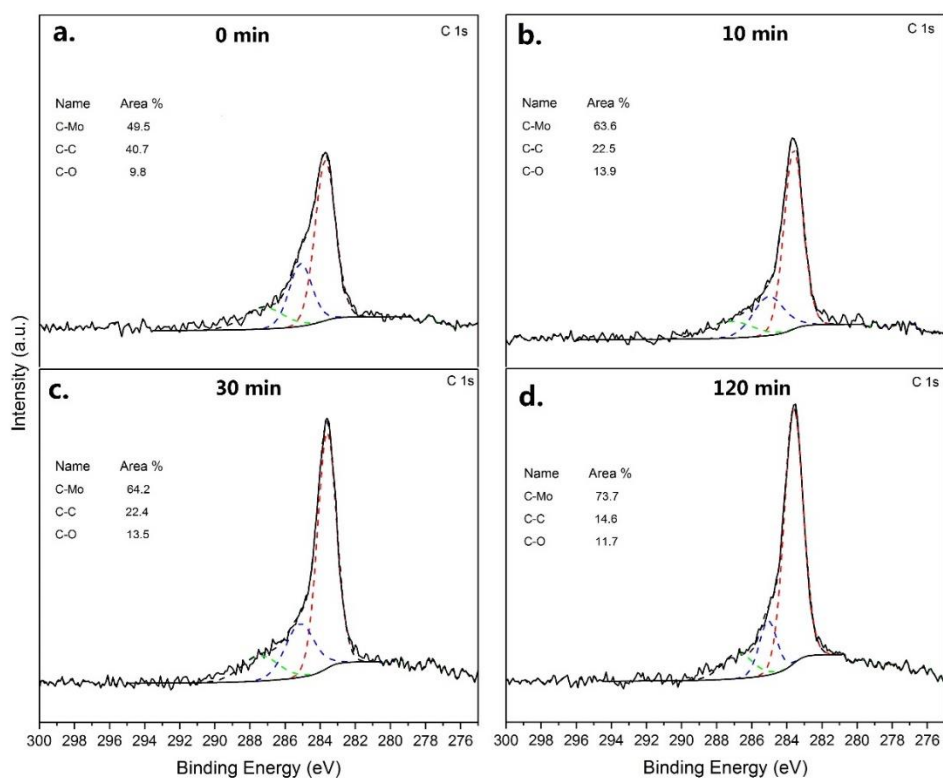 a.
0 min
C 1s
Name Area %
C-Mo 49.5
C-C 40.7
C-O 9.8
b.
10 min
C 1s
Name Area %
C-Mo 63.6
C-C 22.5
C-O 13.9
c.
30 min
C 1s
Name Area %
C-Mo 64.2
C-C 22.4
C-O 13.5
d.
120 min
C 1s
Name Area %
C-Mo 73.7
C-C 14.6
C-O 11.7
Intensity (a.u.)
300 298 296 294 292 290 288 286 284 282 280 278 276
300 298 296 294 292 290 288 286 284 282 280 278 276
Binding Energy (eV)
Binding Energy (eV)